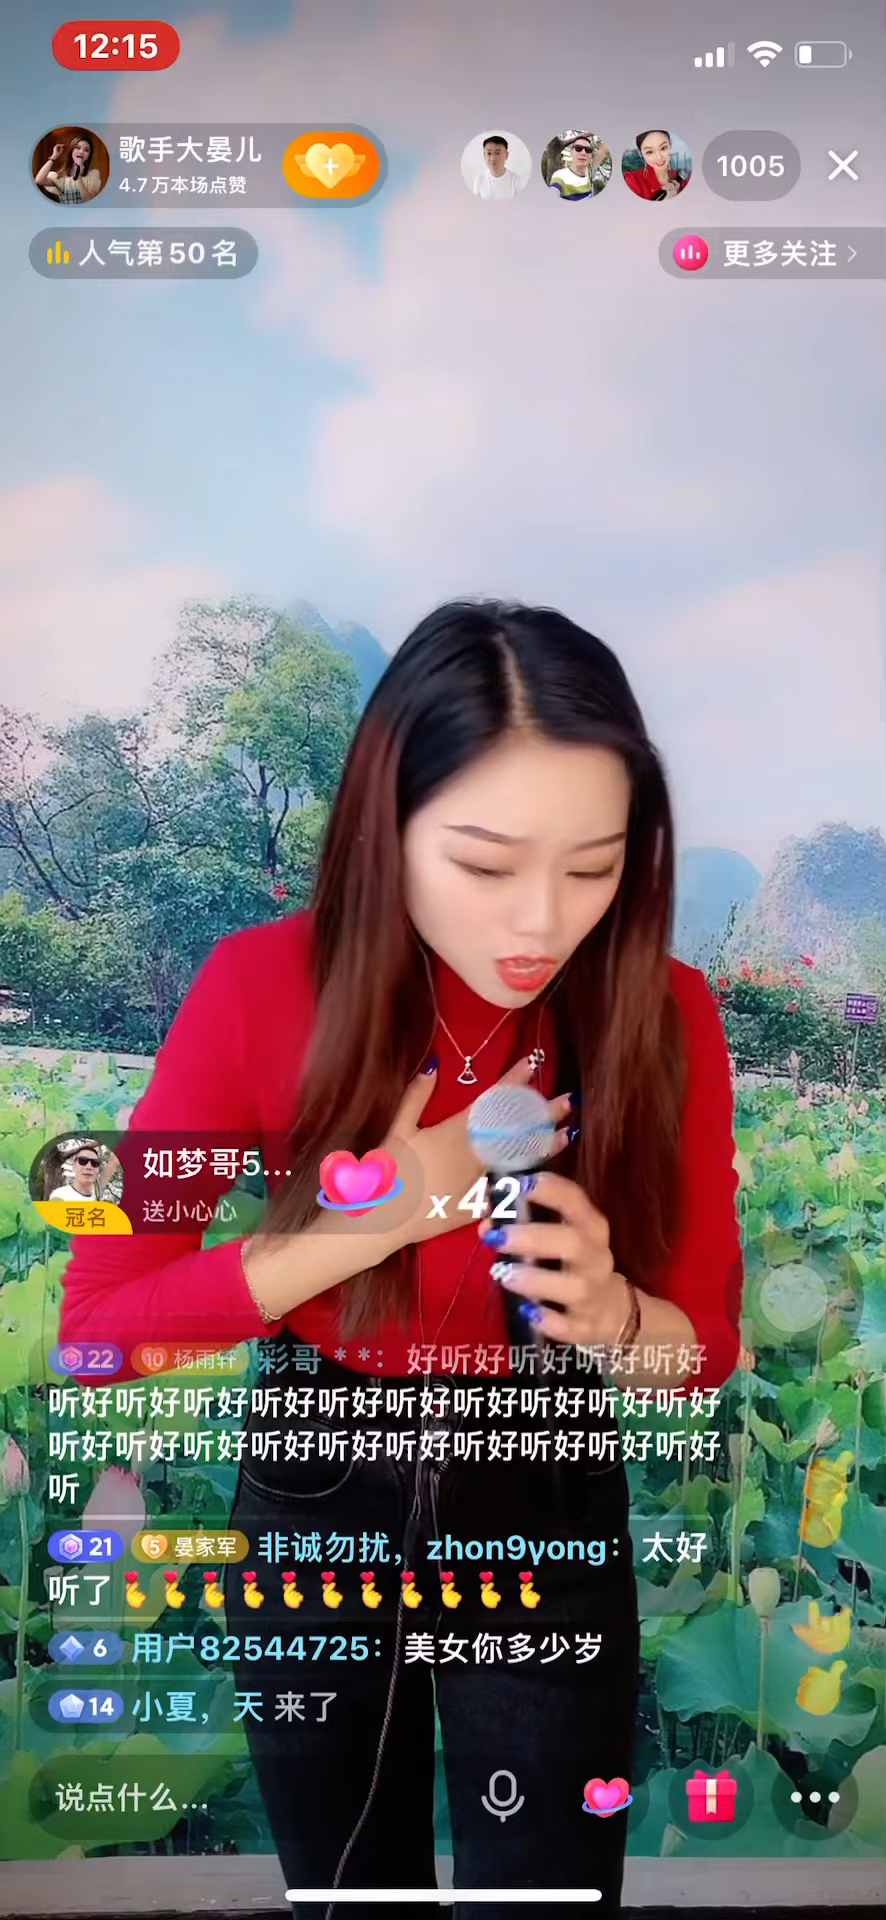 12:15
歌手大晏儿
4.7万本场点赞
1005
人气第50名
更多关注
如梦哥5...
送小心心
冠名
x42
22 10 杨雨轩 彩哥**：好听好听好听好听好
听好听好听好听好听好听好听好听好听好听好
听好听好听好听好听好听好听好听好听好听好
听
21 5 晏家军 非诚勿扰，zhon9yong：太好
听了🫰🫰🫰🫰🫰🫰🫰🫰🫰🫰🫰
6 用户82544725：美女你多少岁
14 小夏，天 来了
说点什么...